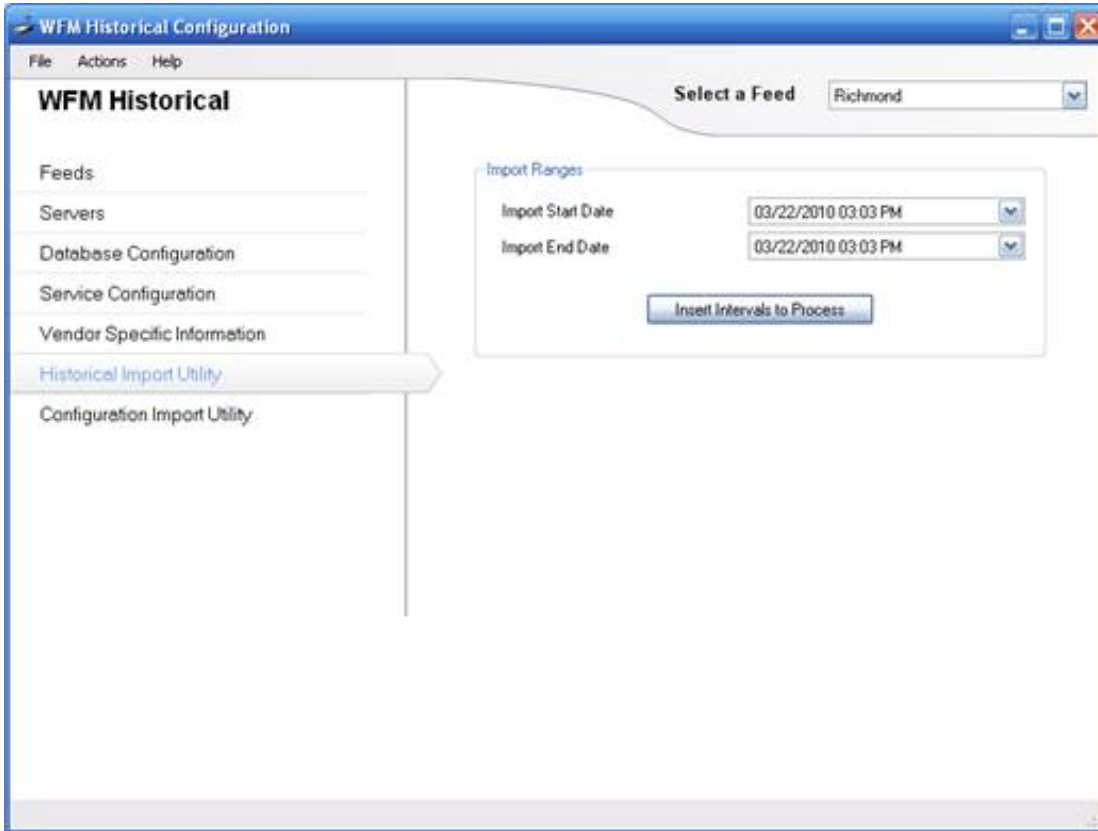 WFM Historical Configuration
File Actions Help
WFM Historical
Select a Feed Richmond
Feeds
Servers
Database Configuration
Service Configuration
Vendor Specific Information
Historical Import Utility
Configuration Import Utility
Import Ranges
Import Start Date 03/22/2010 03:03 PM
Import End Date 03/22/2010 03:03 PM
Insert Intervals to Process